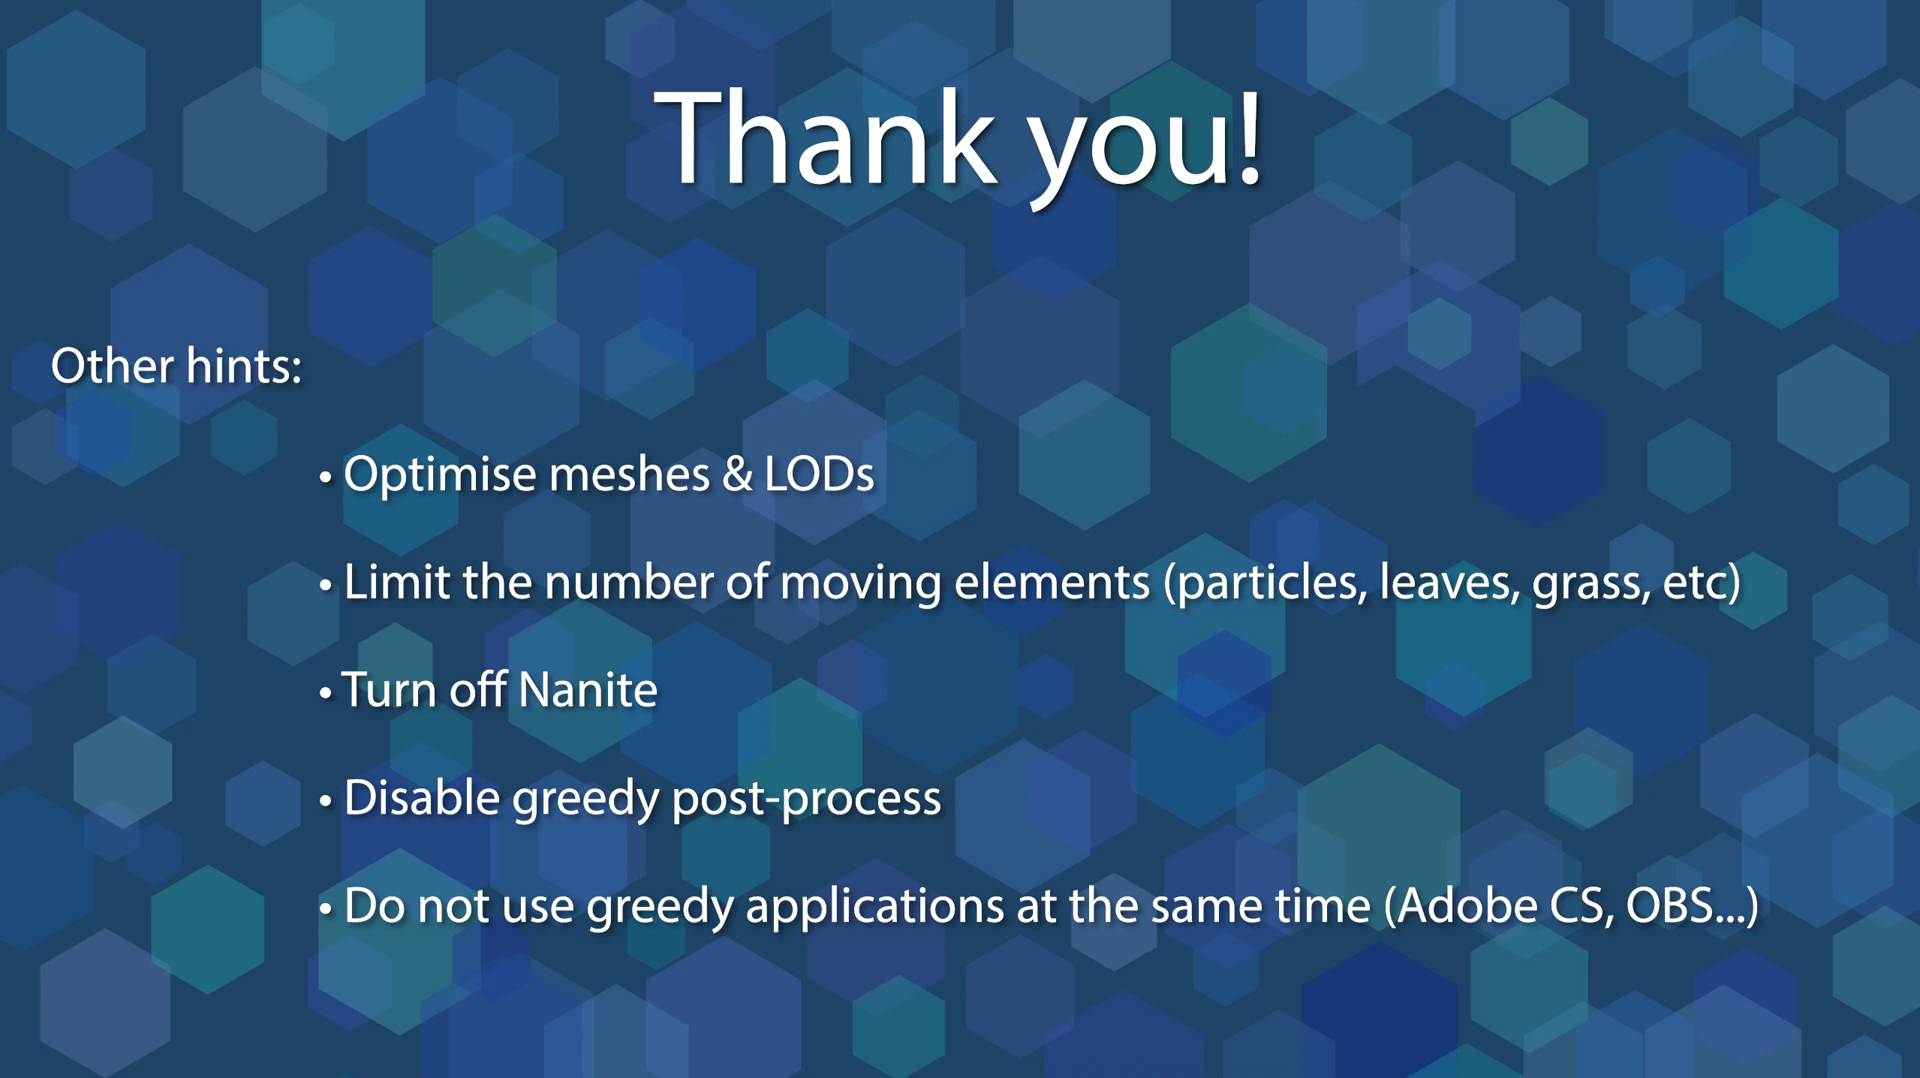 Thank you!
Other hints:
• Optimise meshes & LODs
• Limit the number of moving elements (particles, leaves, grass, etc)
• Turn off Nanite
• Disable greedy post-process
• Do not use greedy applications at the same time (Adobe CS, OBS...)